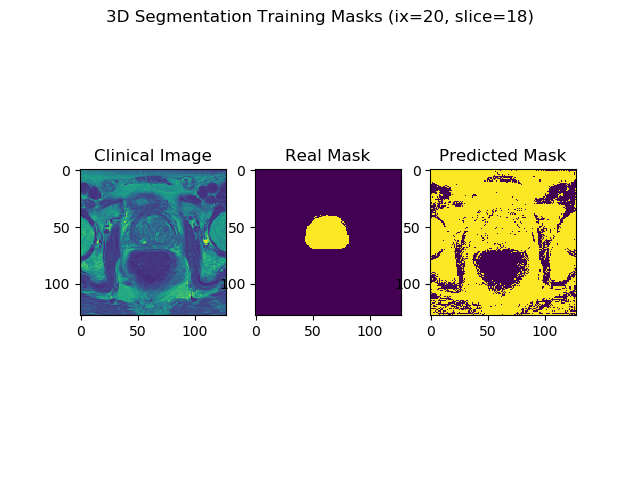 3D Segmentation Training Masks (ix=20, slice=18)
Clinical Image Real Mask Predicted Mask
0 0 0
50 50 50
100 100 100
0 50 100 0 50 100 0 50 100